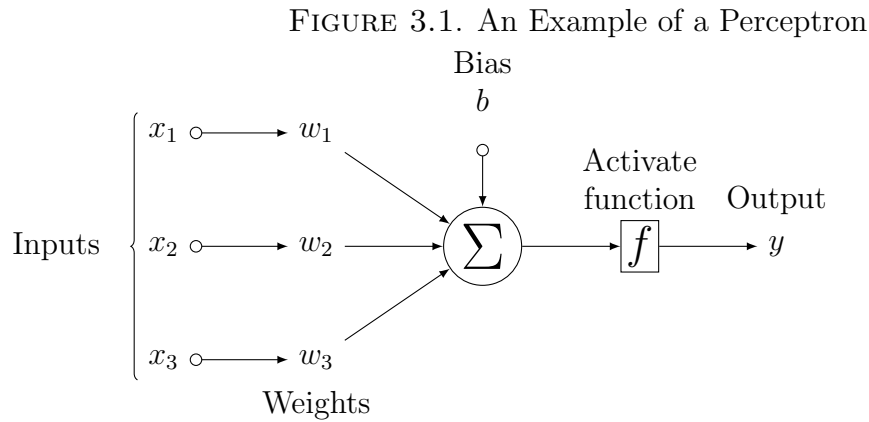 FIGURE 3.1. An Example of a Perceptron
Bias
b
x₁ w₁
Activate
function
Output
Inputs x₂ w₂ ∑ f y
x₃ w₃
Weights